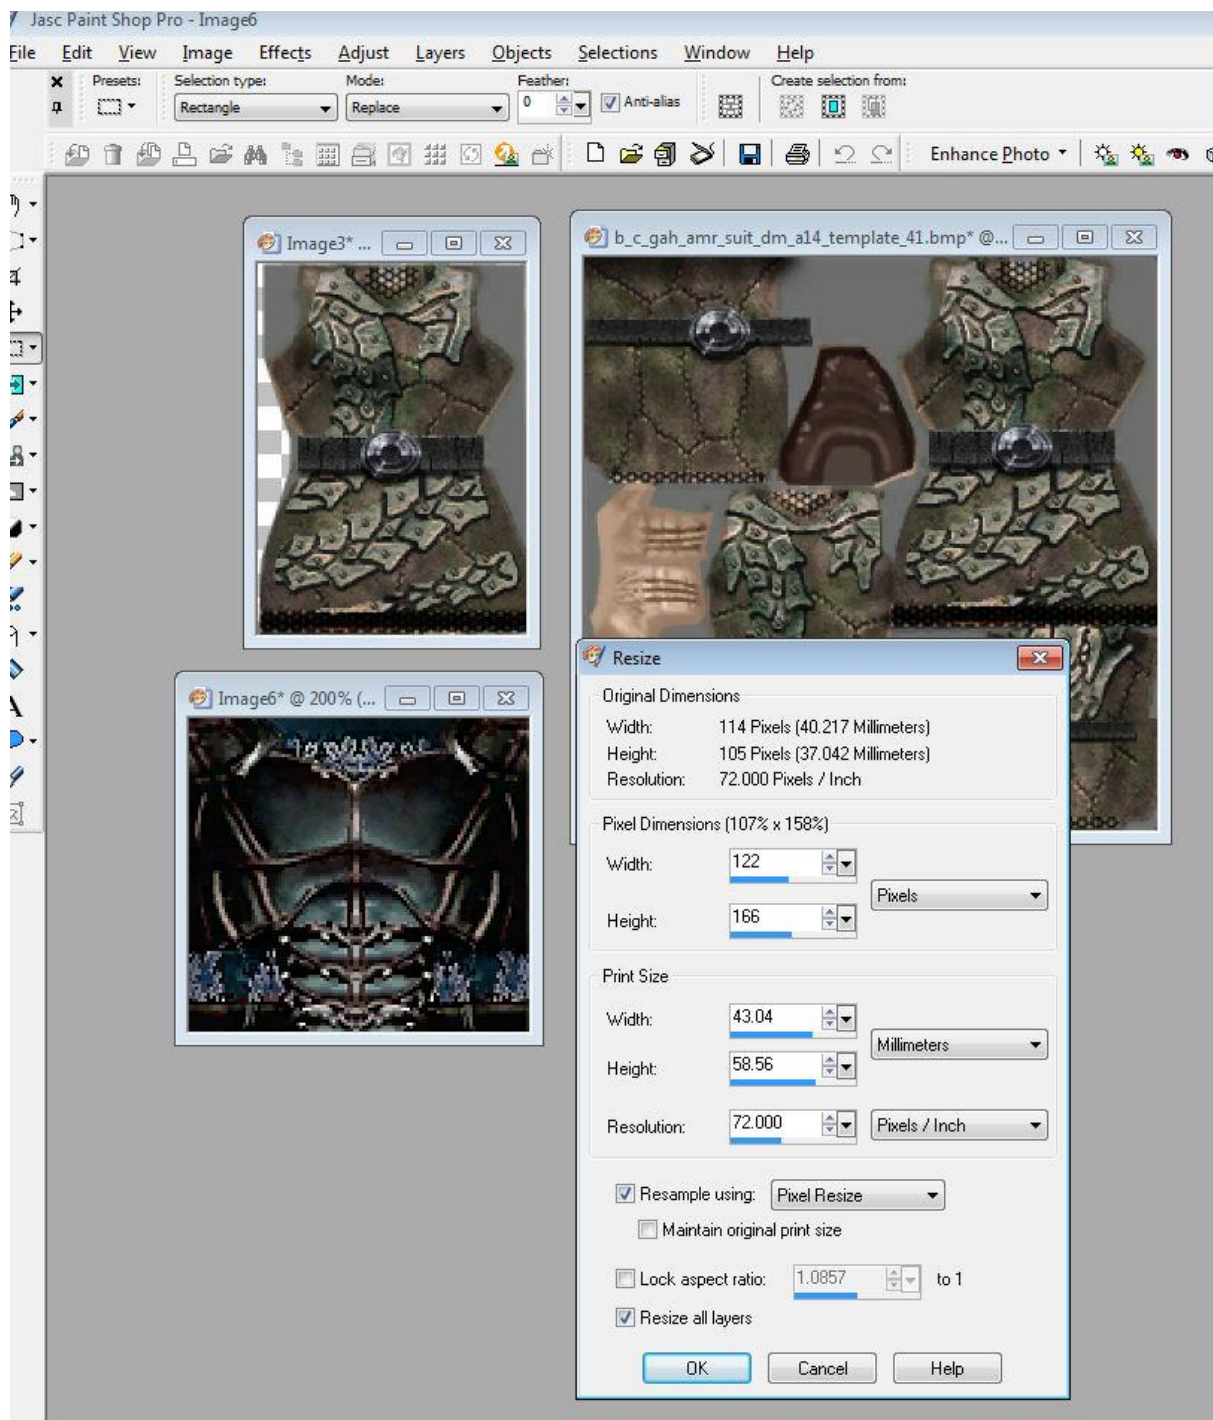 Jasc Paint Shop Pro - Image6
File Edit View Image Effects Adjust Layers Objects Selections Window Help
Presets: Selection type: Mode: Feather: Create selection from:
Rectangle Replace 0 Anti-alias
Enhance Photo
Image3* ...
b_c_gah_amr_suit_dm_a14_template_41.bmp* @...
Resize
Image6* @ 200% (...
Original Dimensions
Width: 114 Pixels (40.217 Millimeters)
Height: 105 Pixels (37.042 Millimeters)
Resolution: 72.000 Pixels / Inch
Pixel Dimensions (107% x 158%)
Width: 122
Pixels
Height: 166
Print Size
Width: 43.04
Millimeters
Height: 58.56
Resolution: 72.000 Pixels / Inch
Resample using: Pixel Resize
Maintain original print size
Lock aspect ratio: 1.0857 to 1
Resize all layers
OK Cancel Help